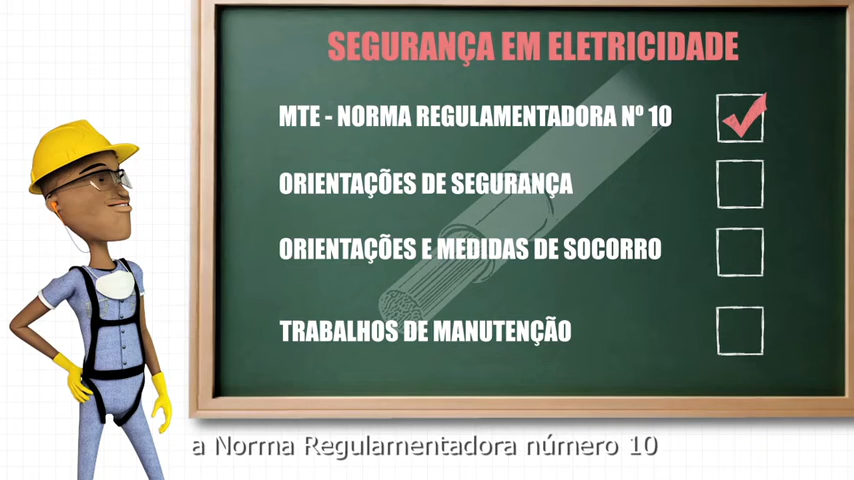 SEGURANÇA EM ELETRICIDADE
MTE - NORMA REGULAMENTADORA Nº 10
ORIENTAÇÕES DE SEGURANÇA
ORIENTAÇÕES E MEDIDAS DE SOCORRO
TRABALHOS DE MANUTENÇÃO
a Norma Regulamentadora número 10